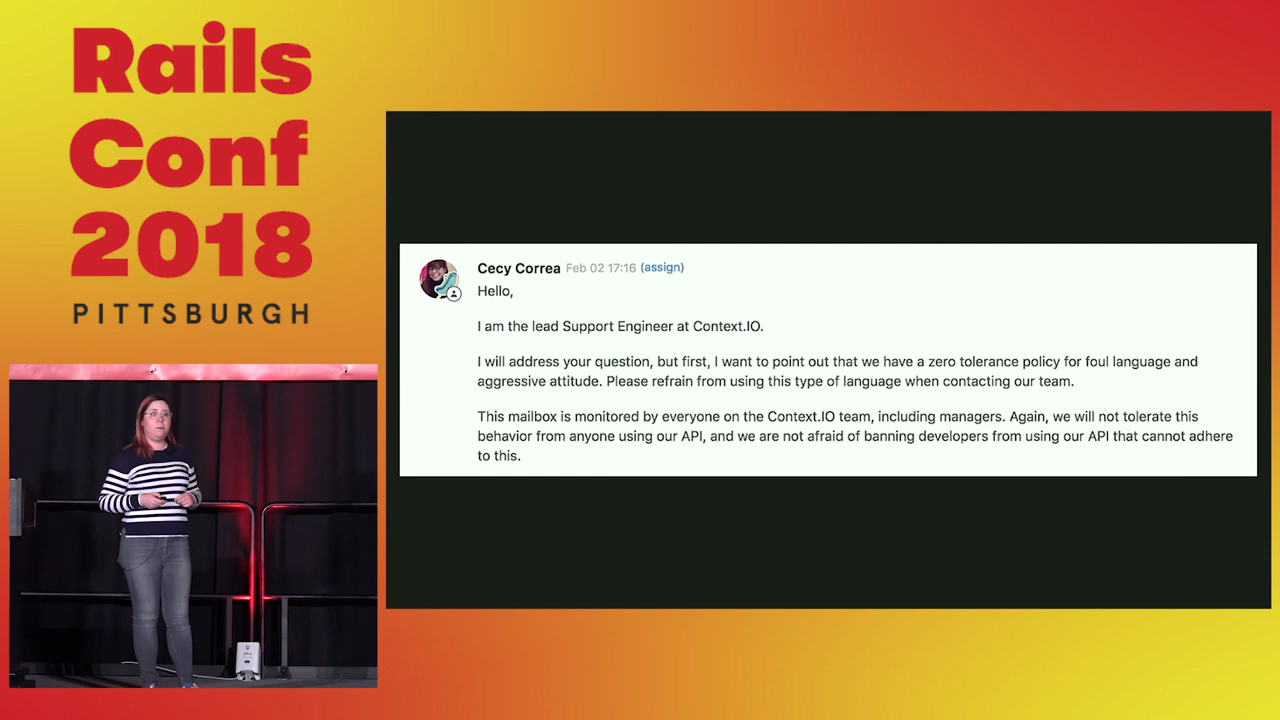 Rails
Conf
2018
PITTSBURGH
Cecy Correa Feb 02 17:16 (assign)
Hello,
I am the lead Support Engineer at Context.IO.
I will address your question, but first, I want to point out that we have a zero tolerance policy for foul language and
aggressive attitude. Please refrain from using this type of language when contacting our team.
This mailbox is monitored by everyone on the Context.IO team, including managers. Again, we will not tolerate this
behavior from anyone using our API, and we are not afraid of banning developers from using our API that cannot adhere
to this.